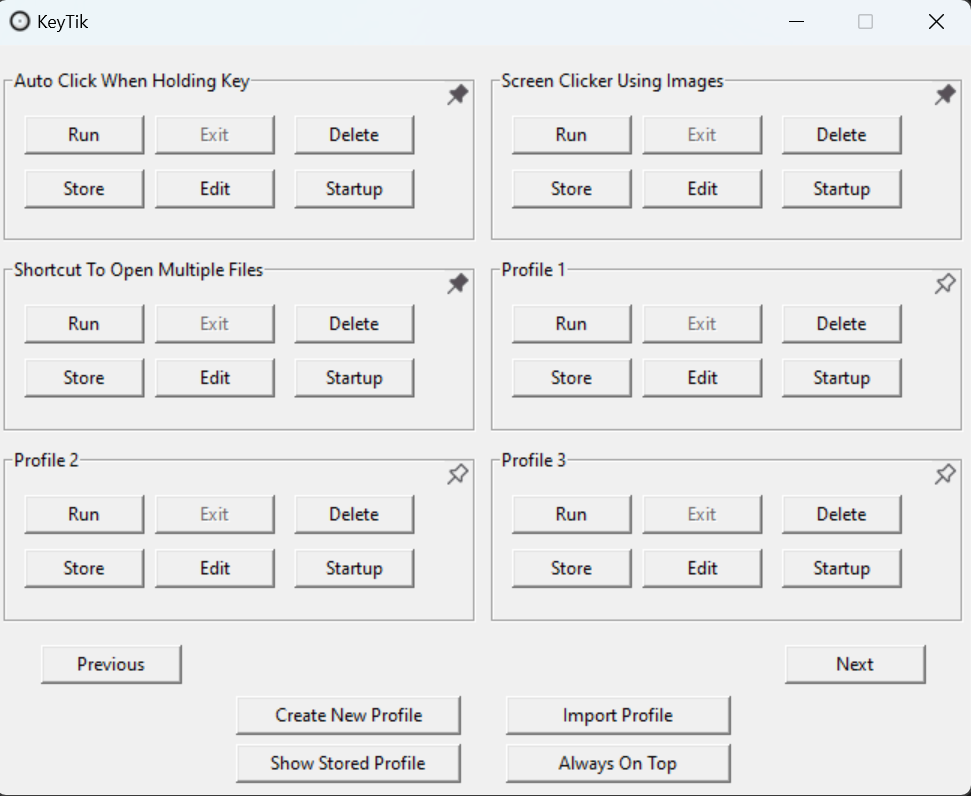 KeyTik
Auto Click When Holding Key
Run Exit Delete
Store Edit Startup
Screen Clicker Using Images
Run Exit Delete
Store Edit Startup
Shortcut To Open Multiple Files
Run Exit Delete
Store Edit Startup
Profile 1
Run Exit Delete
Store Edit Startup
Profile 2
Run Exit Delete
Store Edit Startup
Profile 3
Run Exit Delete
Store Edit Startup
Previous Next
Create New Profile Import Profile
Show Stored Profile Always On Top